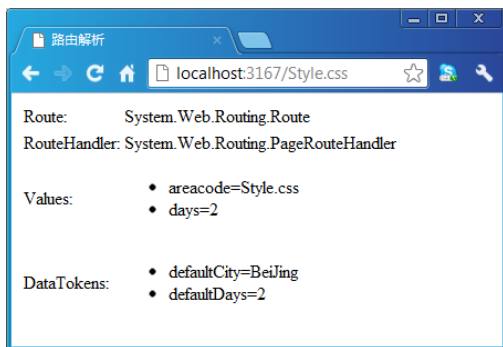 路由解析
localhost:3167/Style.css
Route: System.Web.Routing.Route
RouteHandler: System.Web.Routing.PageRouteHandler
Values:
• areacode=Style.css
• days=2
DataTokens:
• defaultCity=BeiJing
• defaultDays=2